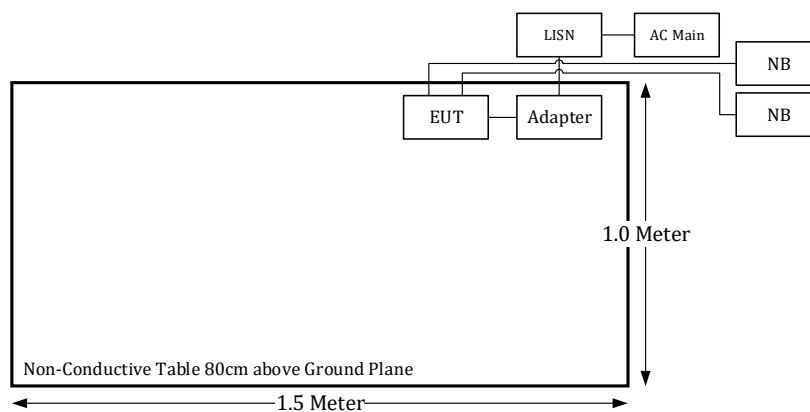 LISN
AC Main
NB
NB
EUT
Adapter
1.0 Meter
Non-Conductive Table 80cm above Ground Plane
1.5 Meter